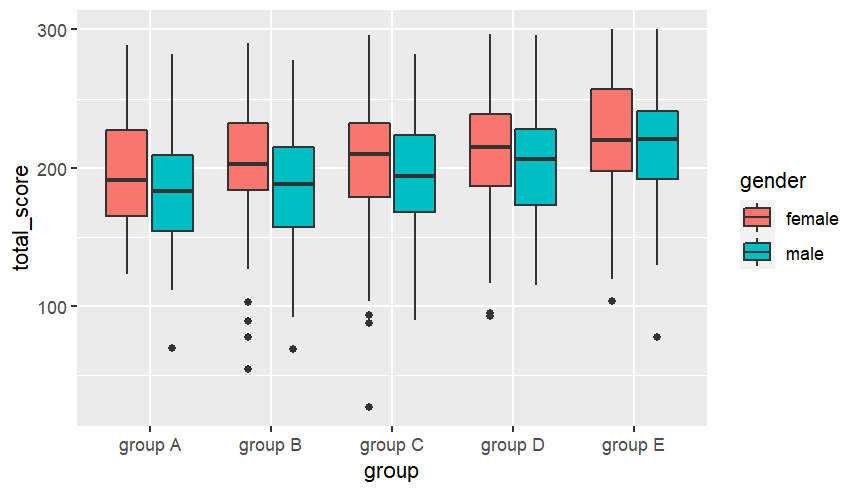 300
200
100
total_score
group A
group B
group C
group D
group E
group
gender
female
male